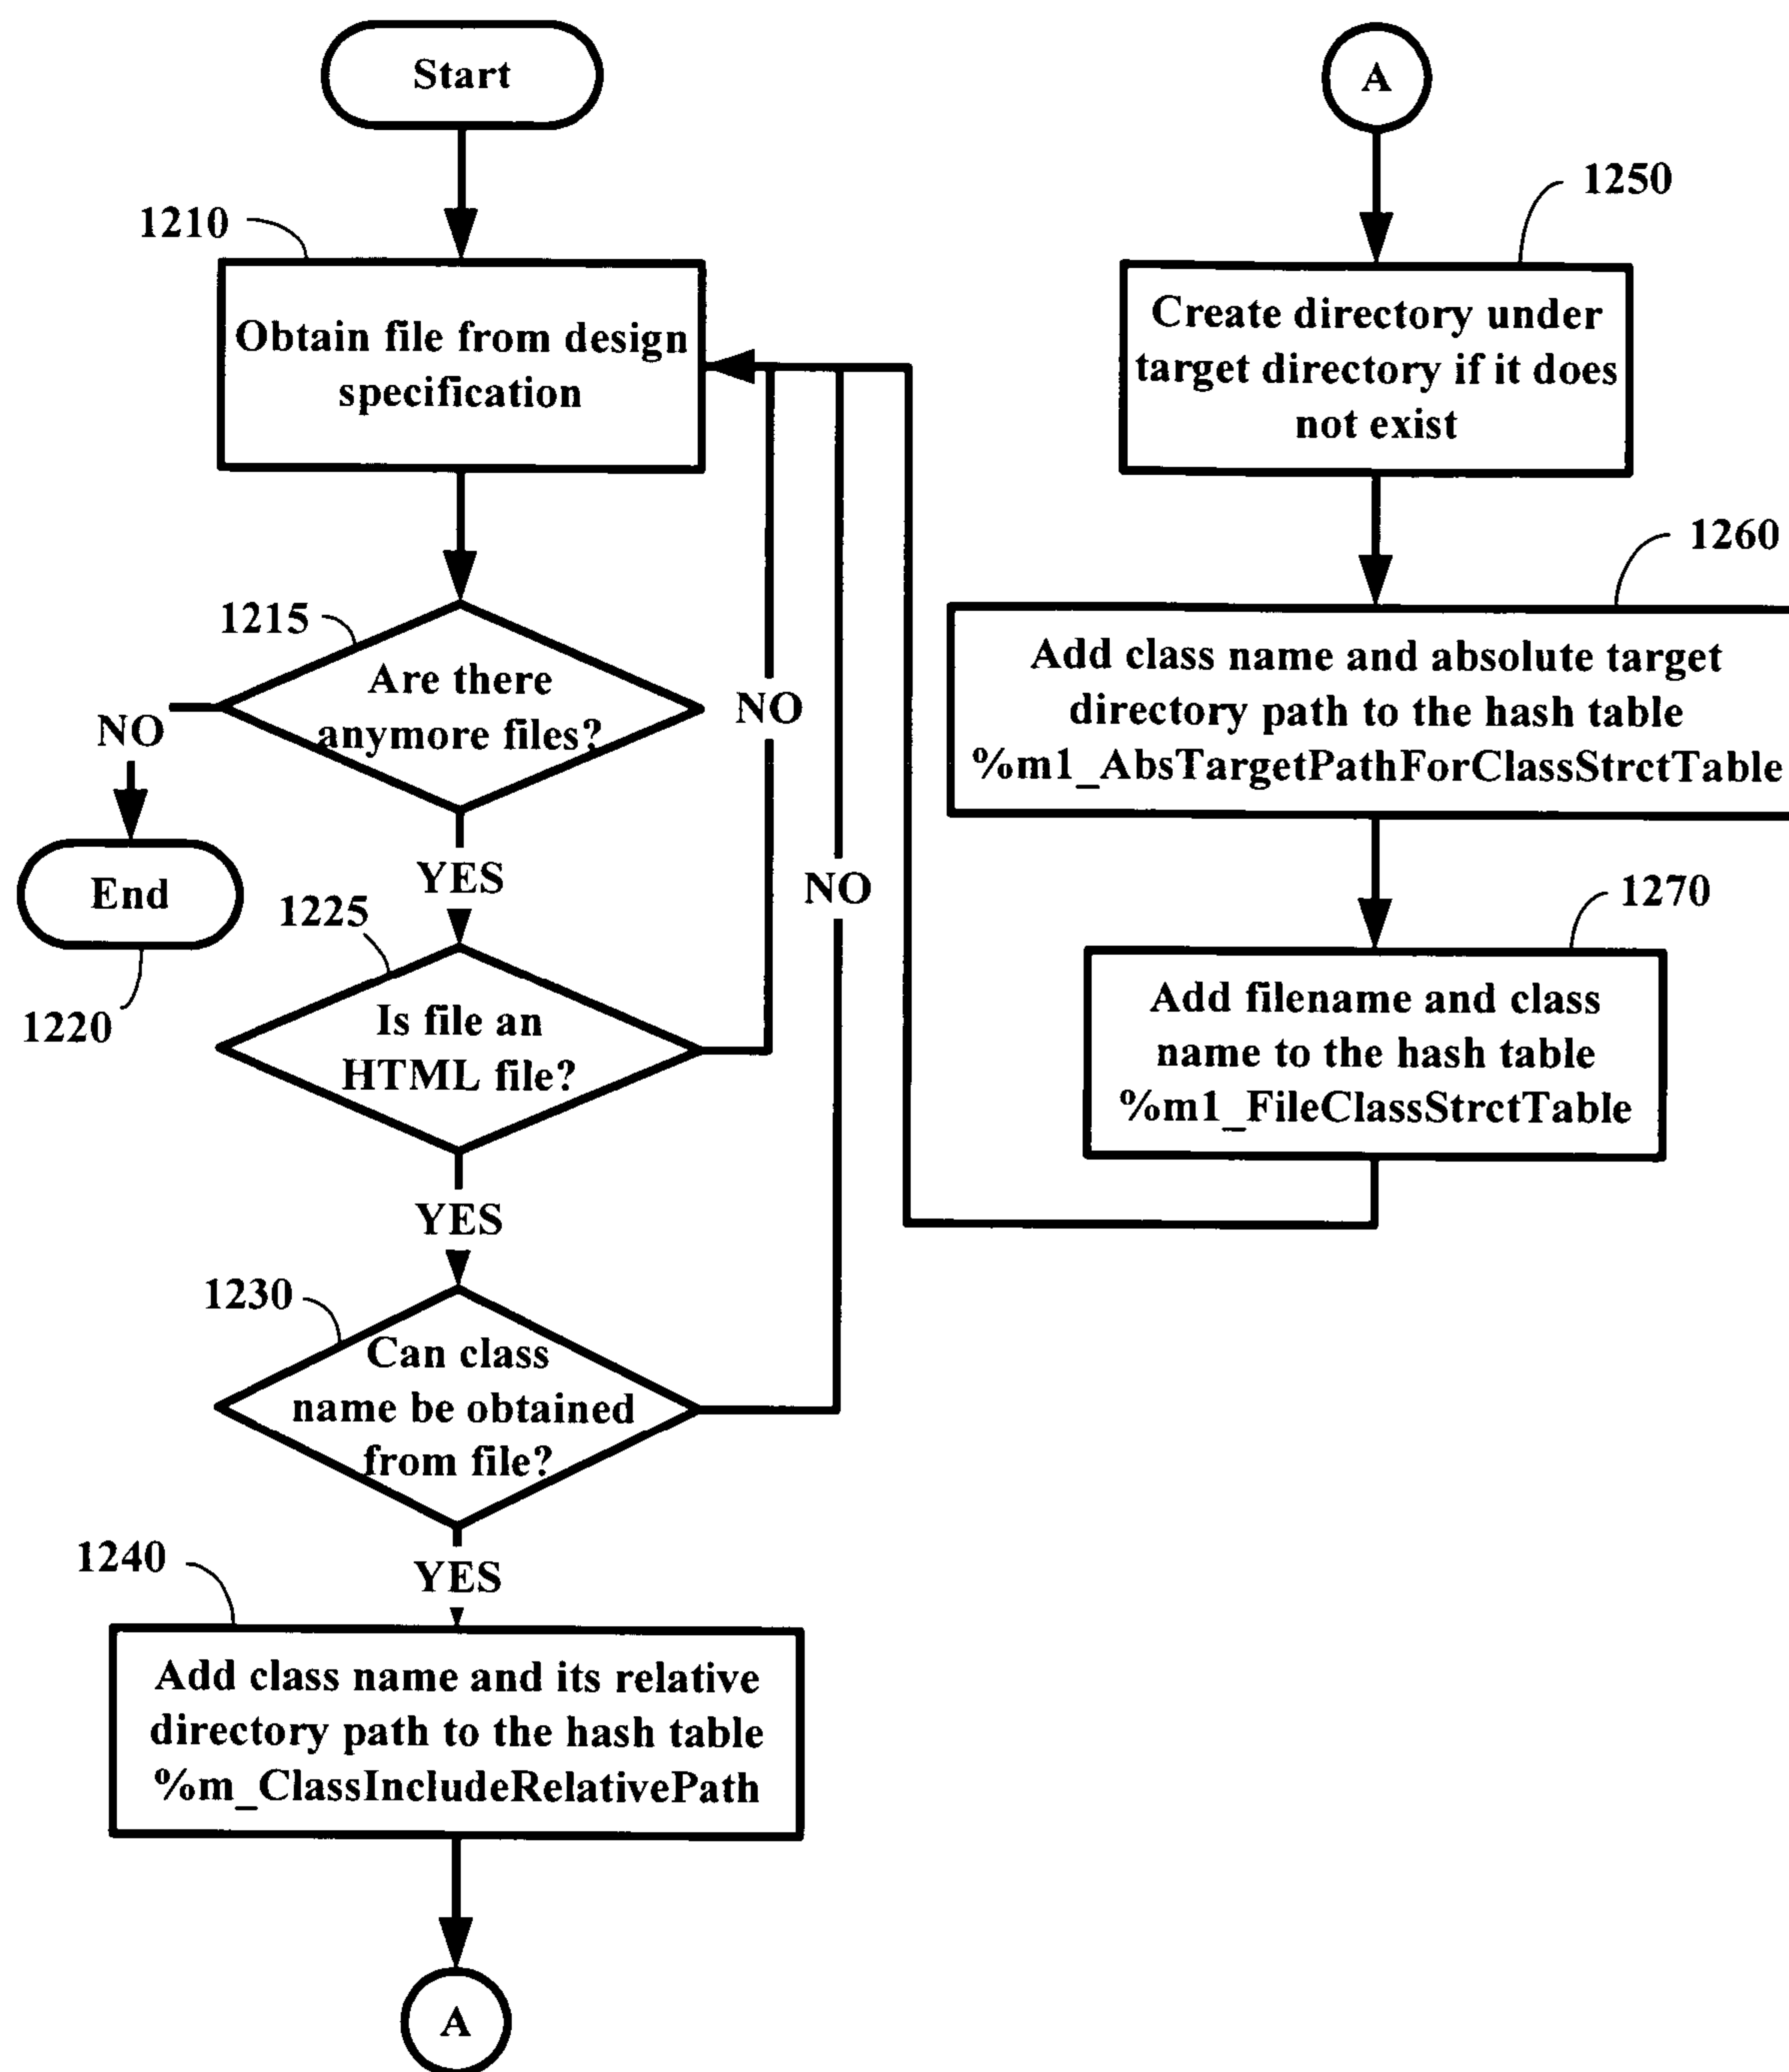 Start
1210
Obtain file from design
specification
1215
Are there
anymore files?
NO
End
1220
YES
1225
Is file an
HTML file?
NO
YES
1230
Can class
name be obtained
from file?
NO
YES
1240
Add class name and its relative
directory path to the hash table
%m_ClassIncludeRelativePath
A
A
1250
Create directory under
target directory if it does
not exist
1260
Add class name and absolute target
directory path to the hash table
%m1_AbsTargetPathForClassStrctTable
1270
Add filename and class
name to the hash table
%m1_FileClassStrctTable